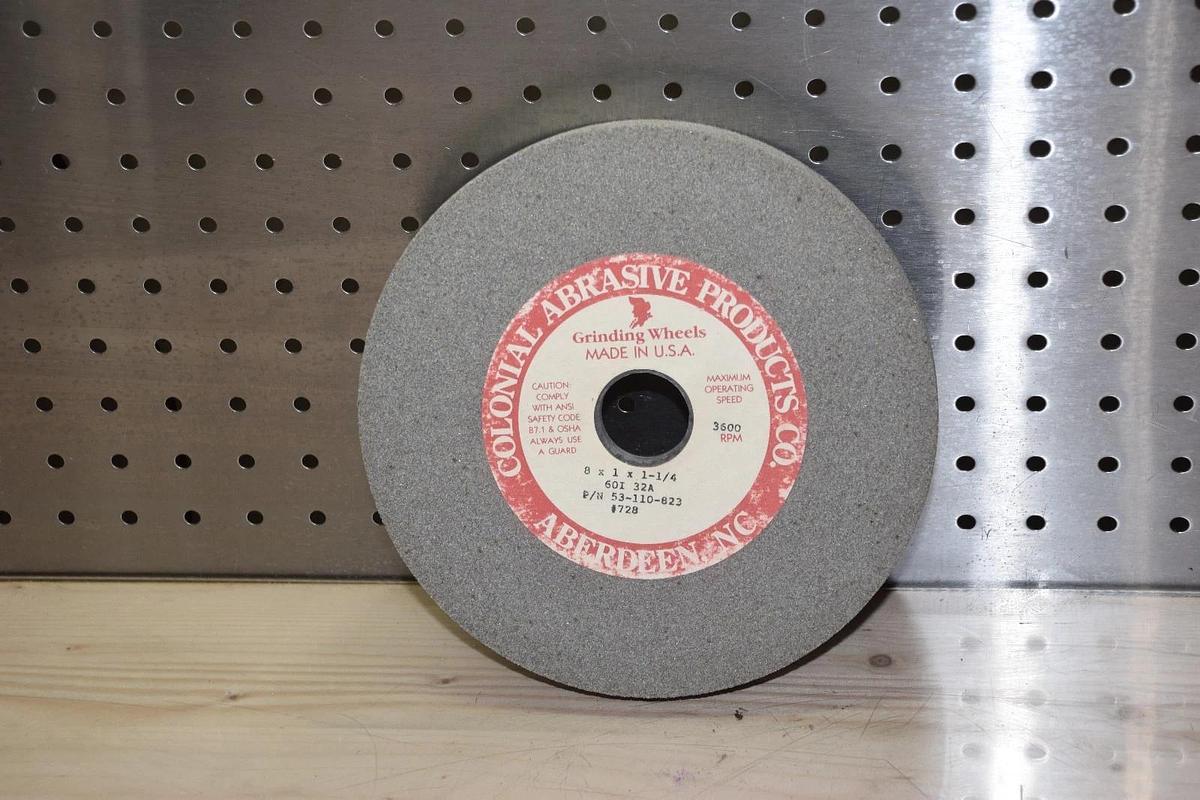 COLONIAL ABRASIVE PRODUCTS CO.
Grinding Wheels
MADE IN U.S.A.
CAUTION:
COMPLY
WITH ANSI
SAFETY CODE
B7.1 & OSHA
ALWAYS USE
A GUARD
MAXIMUM
OPERATING
SPEED
3600
RPM
8 x 1 x 1-1/4
60I 32A
P/N 53-110-823
#728
ABERDEEN, NC